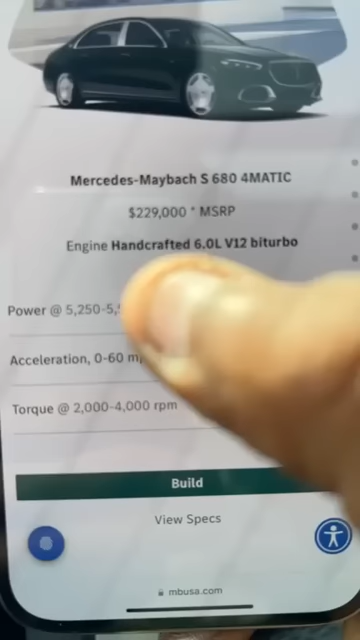 Mercedes-Maybach S 680 4MATIC
$229,000 * MSRP
Engine Handcrafted 6.0L V12 biturbo
Power @ 5,250-5,
Acceleration, 0-60 m
Torque @ 2,000-4,000 rpm
Build
View Specs
mbusa.com